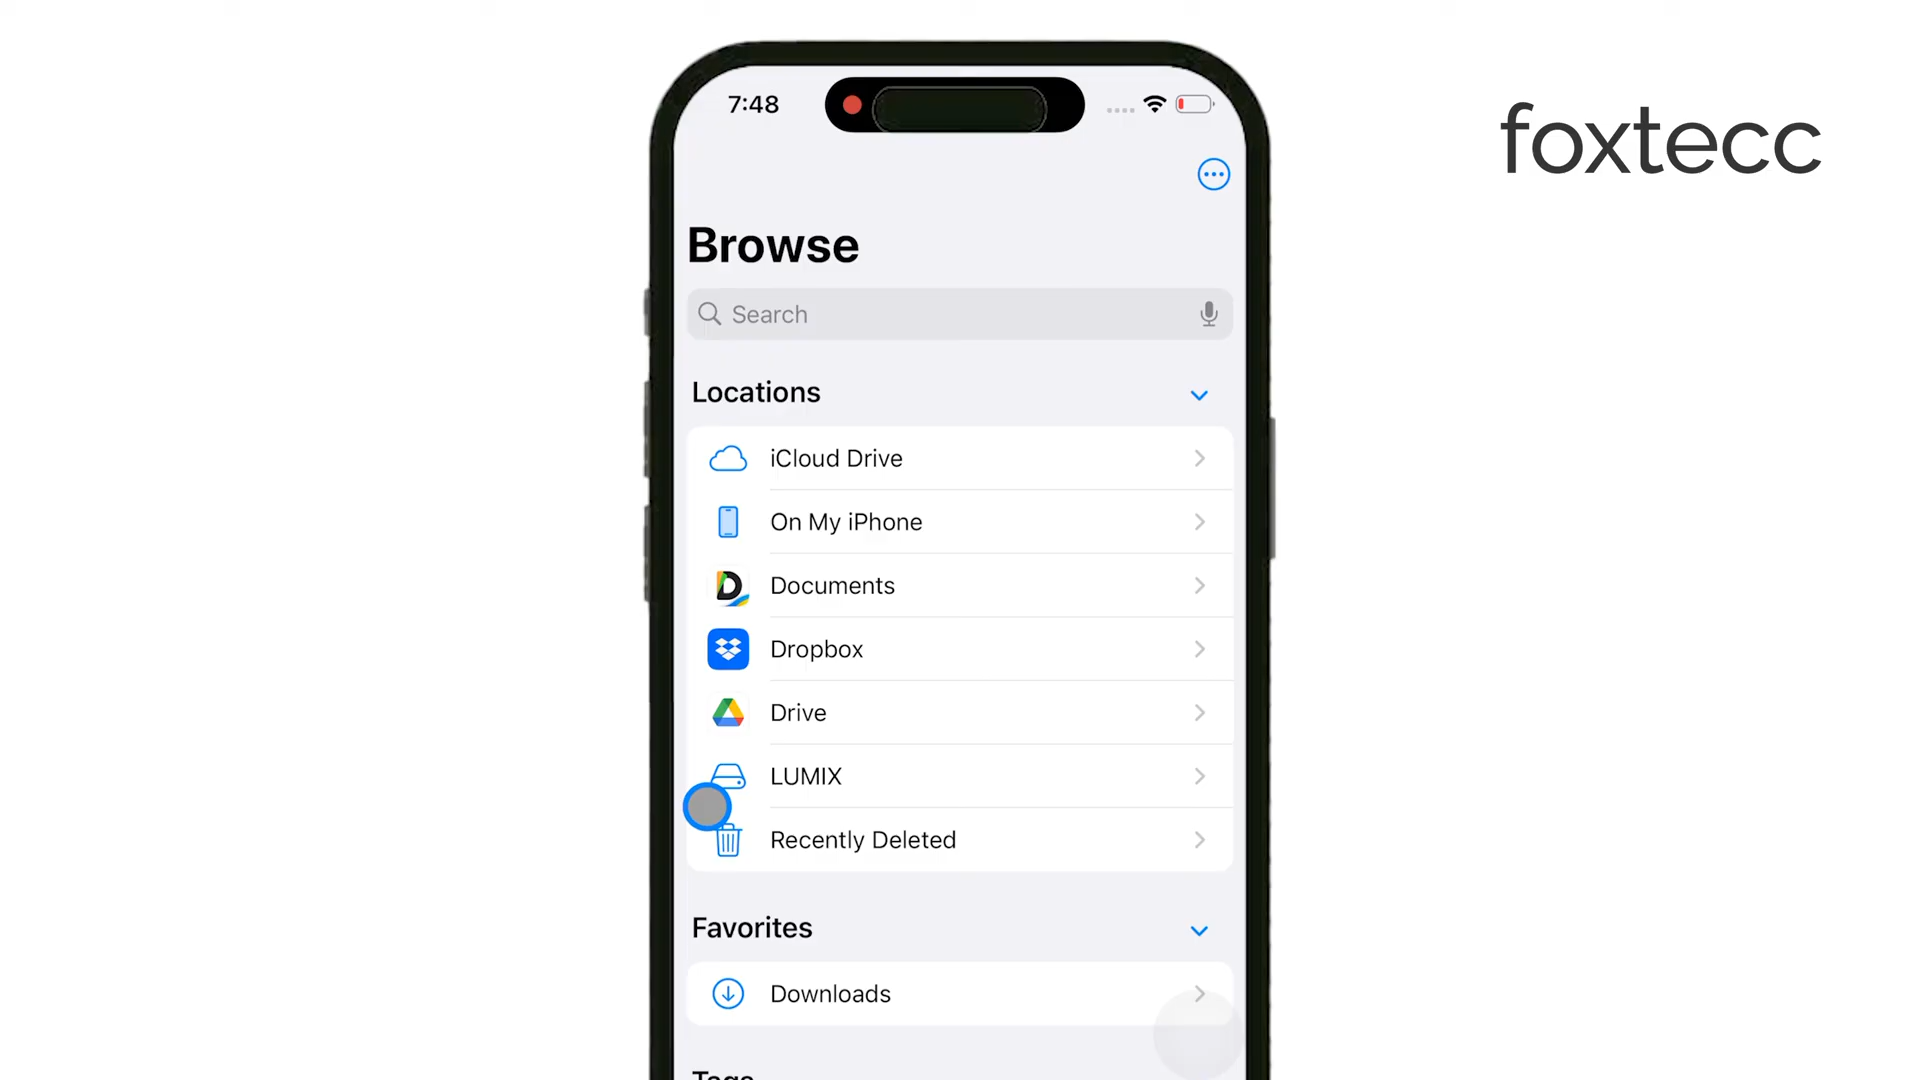 foxtecc
7:48
Browse
Search
Locations
iCloud Drive
On My iPhone
Documents
Dropbox
Drive
LUMIX
Recently Deleted
Favorites
Downloads
Tags